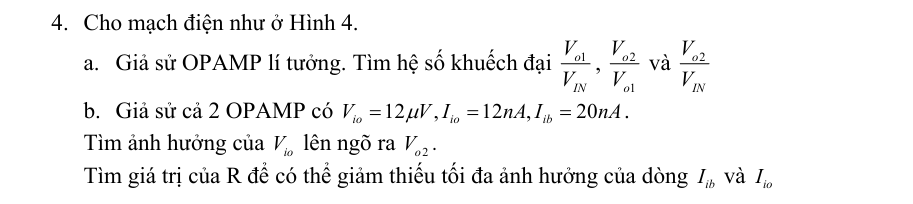 4. Cho mạch điện như ở Hình 4.
a. Giả sử OPAMP lí tưởng. Tìm hệ số khuếch đại $\frac{V_{o1}}{V_{IN}}$, $\frac{V_{o2}}{V_{o1}}$ và $\frac{V_{o2}}{V_{IN}}$
b. Giả sử cả 2 OPAMP có $V_{io} = 12\mu V, I_{io} = 12nA, I_{ib} = 20nA$.
Tìm ảnh hưởng của $V_{io}$ lên ngõ ra $V_{o2}$.
Tìm giá trị của R để có thể giảm thiếu tối đa ảnh hưởng của dòng $I_{ib}$ và $I_{io}$